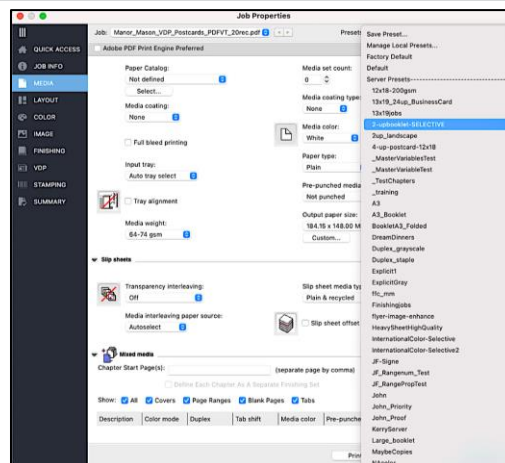 Job Properties
Job: Manor_Mason_VDP_Postcards_PDFVT_20rec.pdf
Presets
Adobe PDF Print Engine Preferred
QUICK ACCESS
JOB INFO
MEDIA
LAYOUT
COLOR
IMAGE
FINISHING
VDP
STAMPING
SUMMARY
Paper Catalog:
Not defined
Select...
Media coating:
None
Full bleed printing
Input tray:
Auto tray select
Tray alignment
Media weight:
64-74 gsm
Media set count:
0
Media coating type:
None
Media color:
White
Paper type:
Plain
Pre-punched media
Not punched
Output paper size:
184.15 x 148.00 M
Custom...
Slip sheets
Transparency interleaving:
Off
Media interleaving paper source:
Autoselect
Slip sheet media typ
Plain & recycled
Slip sheet offset
Mixed media
Chapter Start Page(s):
(separate page by comma)
Define Each Chapter As A Separate Finishing Set
Show: All Covers Page Ranges Blank Pages Tabs
Description Color mode Duplex Tab shift Media color Pre-punche
Print
Save Preset...
Manage Local Presets...
Factory Default
Default
Server Presets
12x18-200gsm
13x19_24up_BusinessCard
13x19jobs
2-upbooklet-SELECTIVE
2up_landscape
4-up-postcard-12x18
_MasterVariablesTest
_MasterVariableTest
_TestChapters
_training
A3
A3_Booklet
BookletA3_Folded
DreamDinners
Duplex_grayscale
Duplex_staple
Explicit1
ExplicitGray
ffc_mm
Finishingjobs
flyer-image-enhance
HeavySheetHighQuality
InternationalColor-Selective
InternationalColor-Selective2
JF-Signe
JF_Rangenum_Test
JF_RangePropTest
John
John_Priority
John_Proof
KerryServer
Large_booklet
MaybeCopies